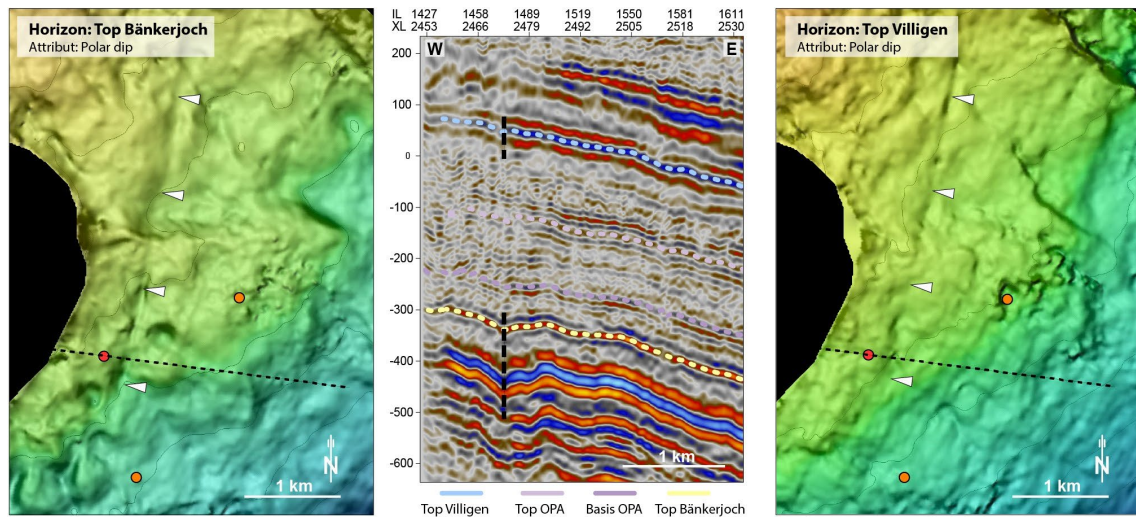 Horizon: Top Bänkerjoch
Attribut: Polar dip
N
1 km
IL 1427 1458 1489 1519 1550 1581 1611
XL 2453 2466 2479 2492 2505 2518 2530
W E
200
100
0
-100
-200
-300
-400
-500
-600
1 km
Top Villigen Top OPA Basis OPA Top Bänkerjoch
Horizon: Top Villigen
Attribut: Polar dip
N
1 km